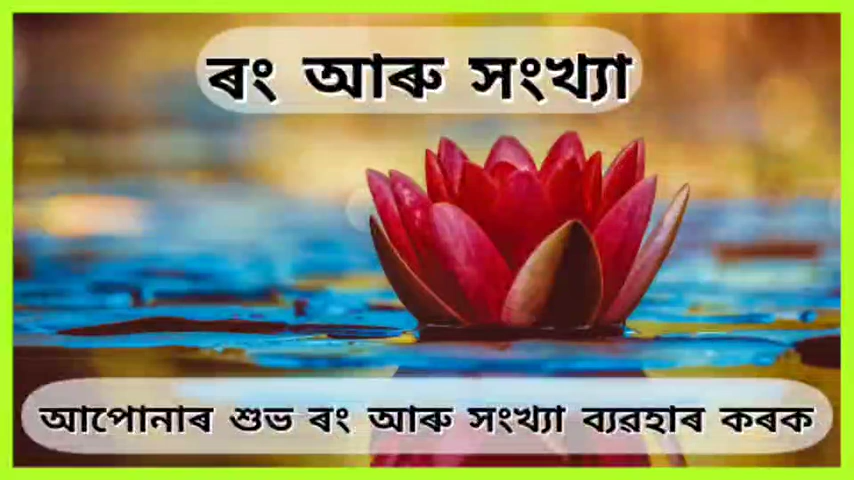 ৰং আৰু সংখ্যা
আপোনাৰ শুভ ৰং আৰু সংখ্যা ব্যৱহাৰ কৰক